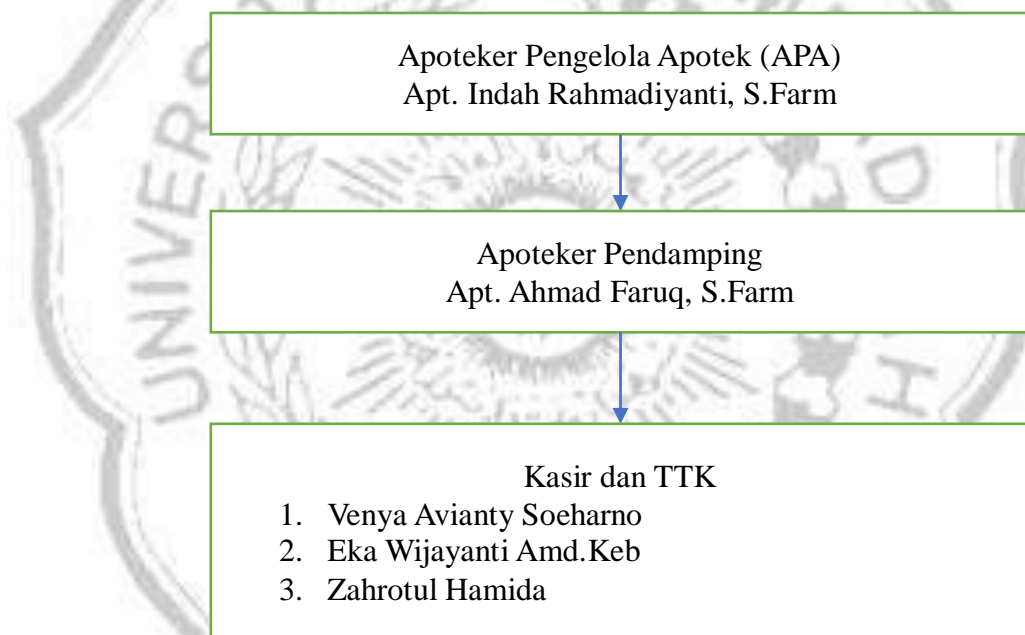 Apoteker Pengelola Apotek (APA)
Apt. Indah Rahmadiyanti, S.Farm
Apoteker Pendamping
Apt. Ahmad Faruq, S.Farm
Kasir dan TTK
1. Venya Avianty Soeharno
2. Eka Wijayanti Amd.Keb
3. Zahrotul Hamida